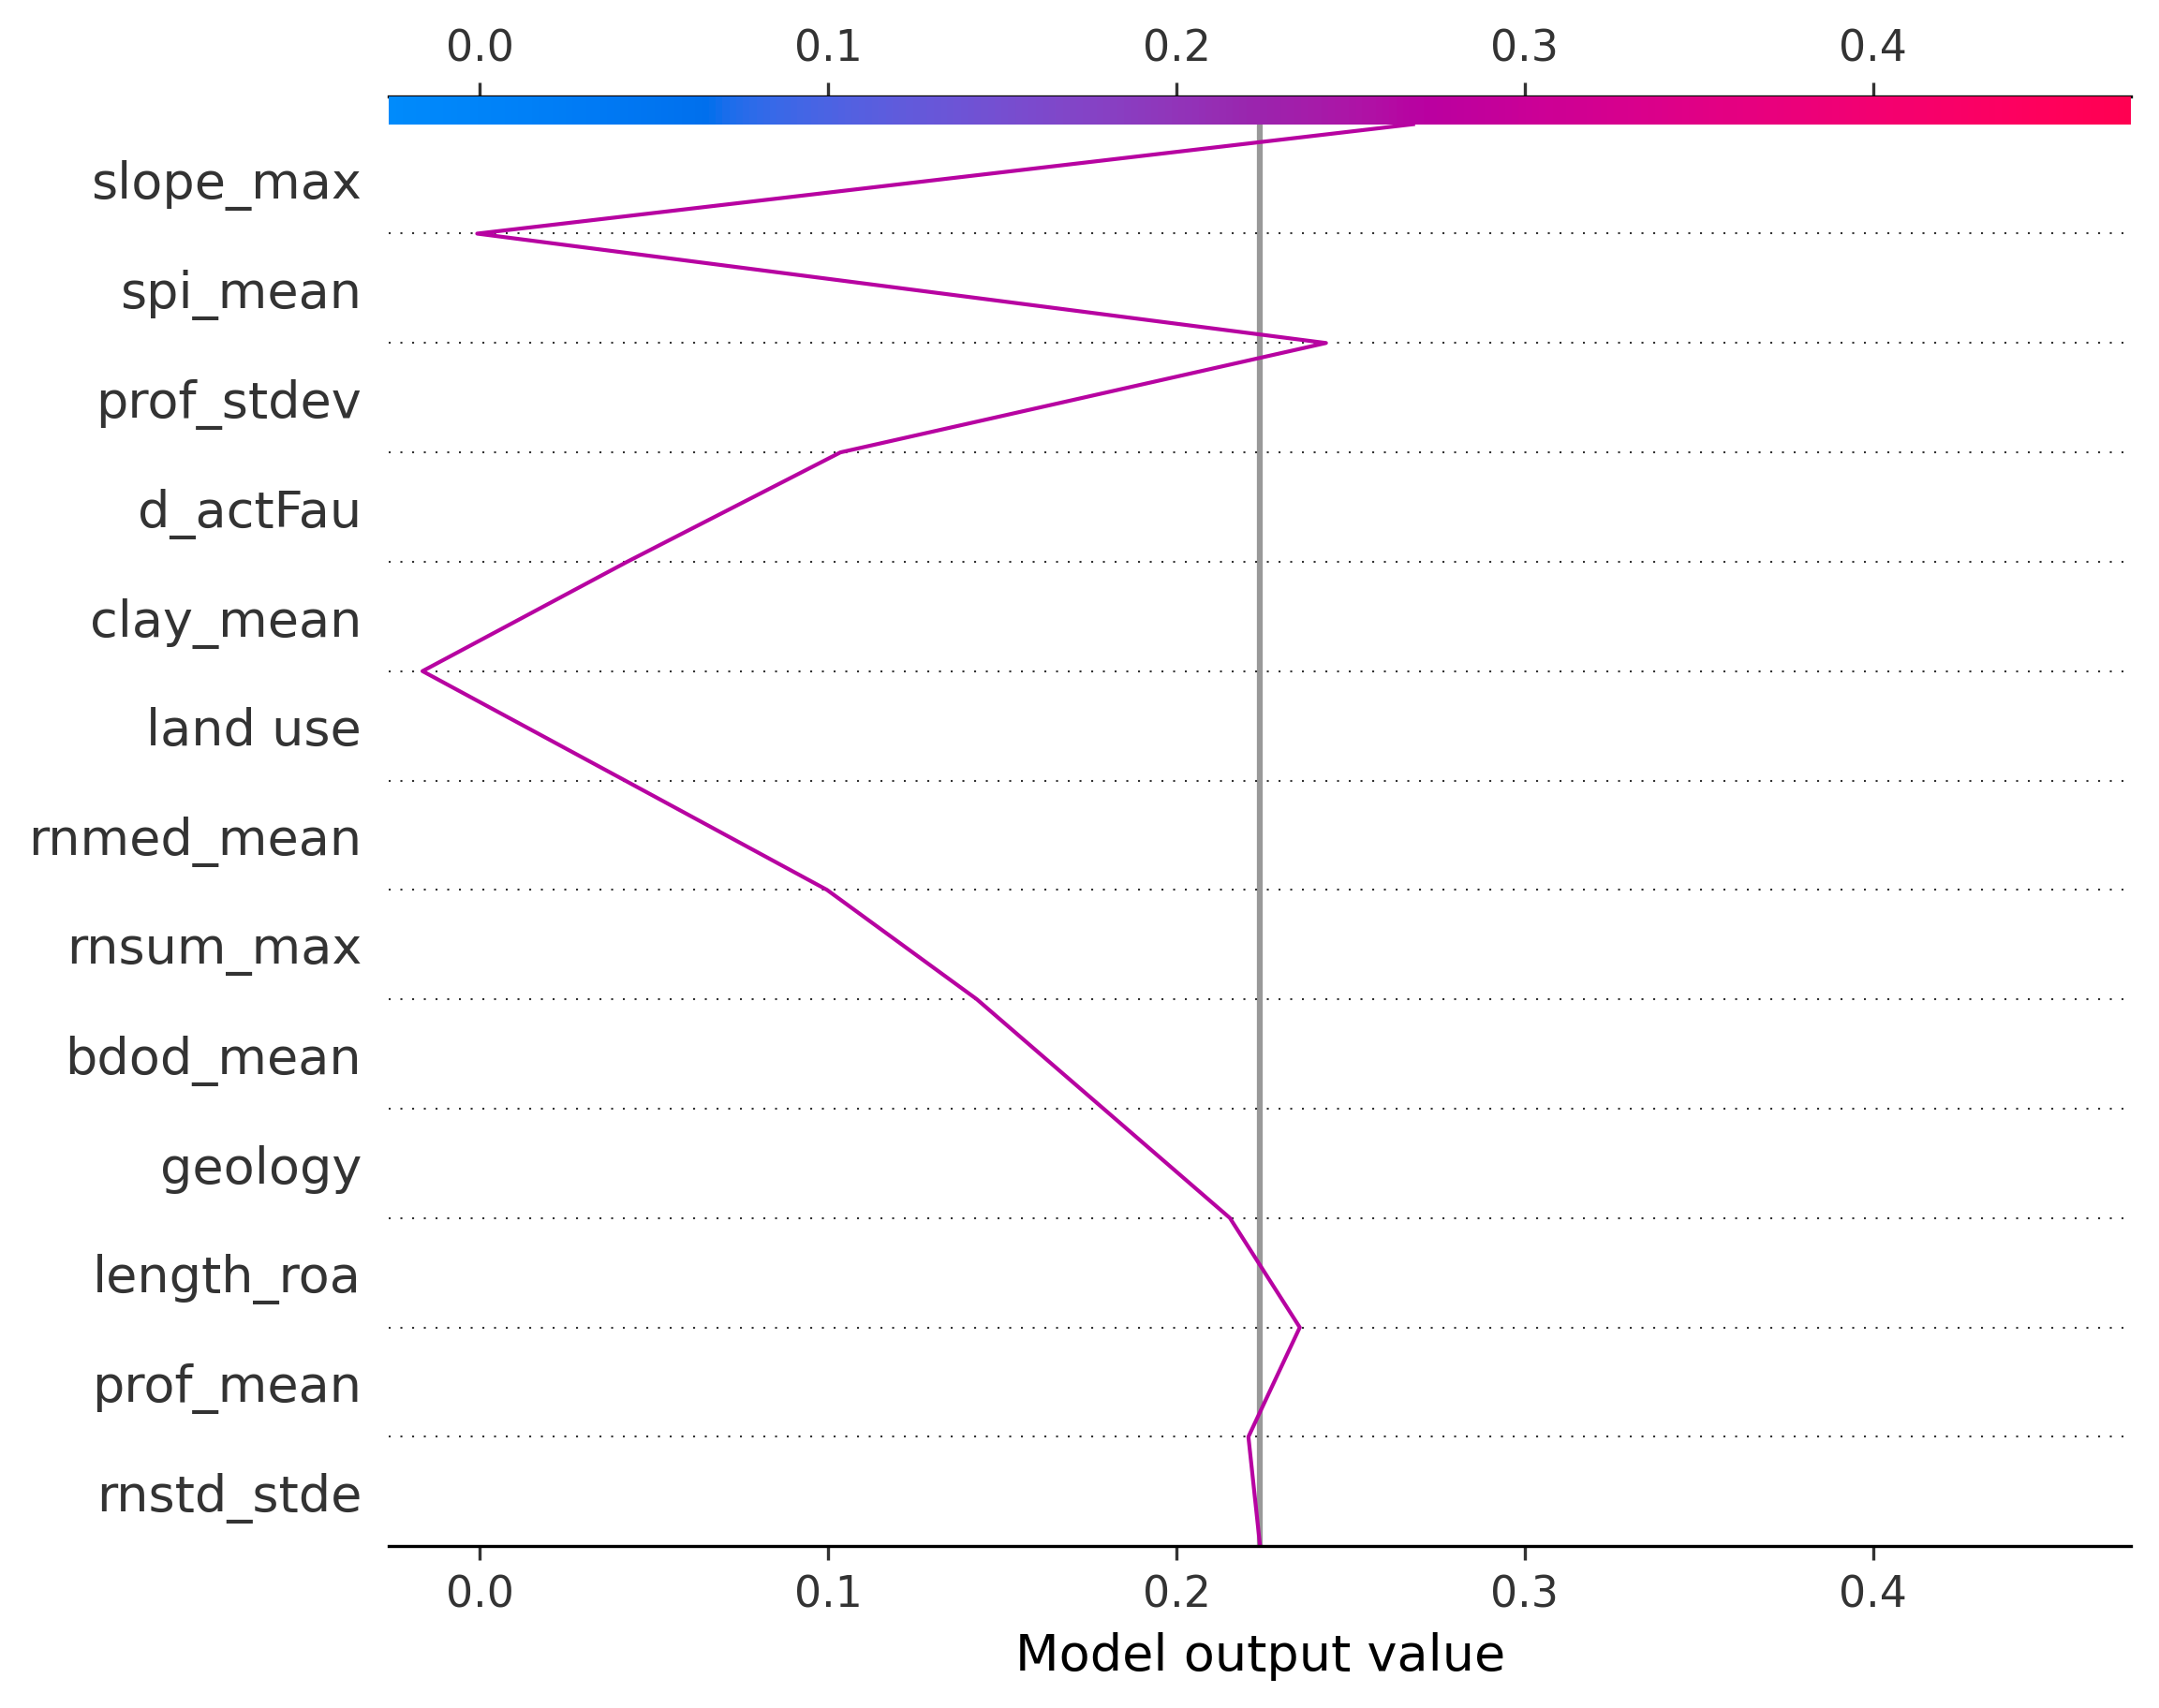 0.0 0.1 0.2 0.3 0.4
slope_max
spi_mean
prof_stdev
d_actFau
clay_mean
land use
rnmed_mean
rnsum_max
bdod_mean
geology
length_roa
prof_mean
rnstd_stde
0.0 0.1 0.2 0.3 0.4
Model output value